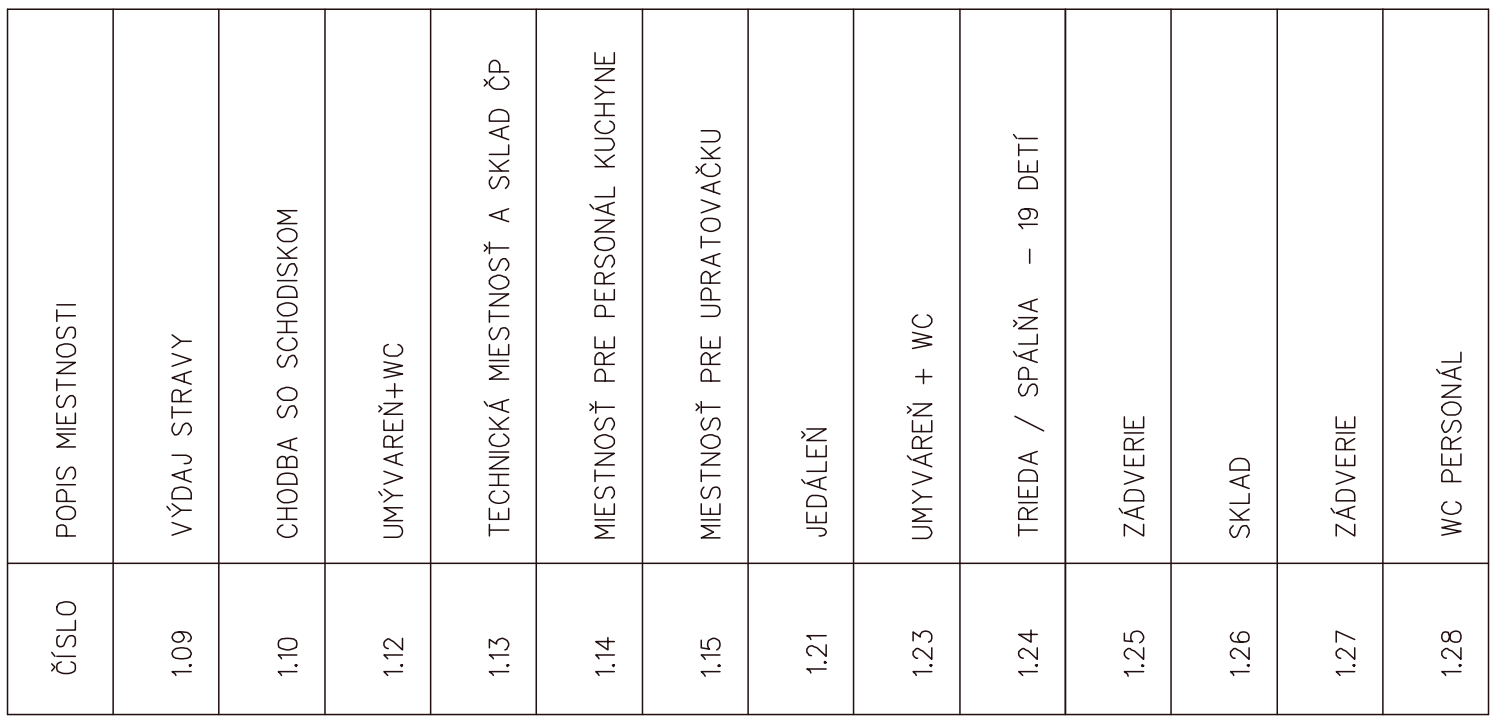 ČÍSLO POPIS MIESTNOSTI
1.09 VÝDAJ STRAVY
1.10 CHODBA SO SCHODISKOM
1.12 UMÝVAREŇ+WC
1.13 TECHNICKÁ MIESTNOSŤ A SKLAD ČP
1.14 MIESTNOSŤ PRE PERSONÁL KUCHYNE
1.15 MIESTNOSŤ PRE UPRATOVAČKU
1.21 JEDÁLEŇ
1.23 UMYVÁREŇ + WC
1.24 TRIEDA / SPÁLŇA - 19 DETÍ
1.25 ZÁDVERIE
1.26 SKLAD
1.27 ZÁDVERIE
1.28 WC PERSONÁL